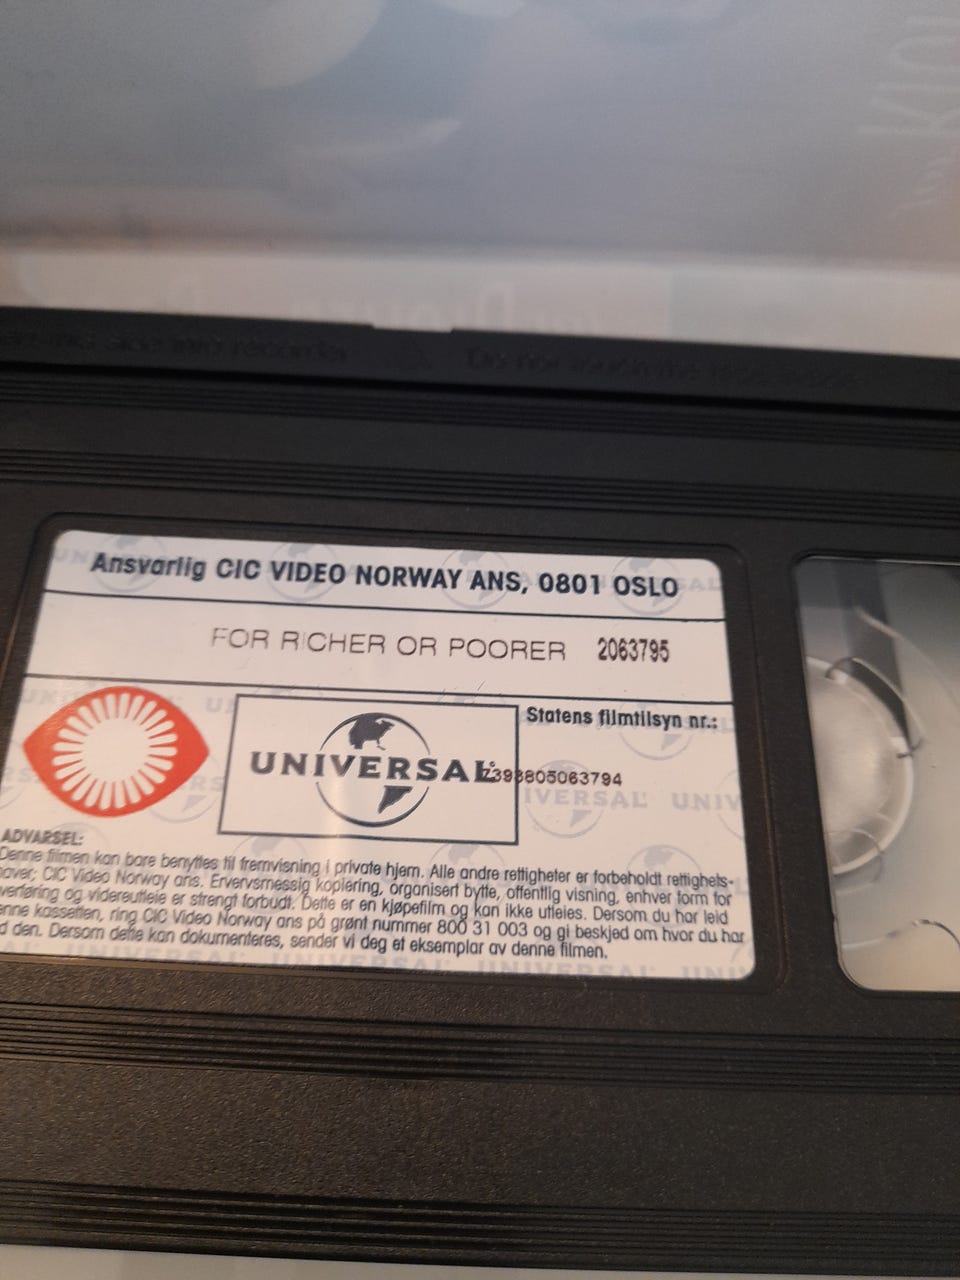 Ansvarlig CIC VIDEO NORWAY ANS, 0801 OSLO
FOR RICHER OR POORER 2063795
UNIVERSAL
Statens filmtilsyn nr.:
Z393805063794
ADVARSEL:
Denne filmen kan bare benyttes til fremvisning i private hjem. Alle andre rettigheter er forbeholdt rettighets-
haver; CIC Video Norway ans. Ervervsmessig kopiering, organisert bytte, offentlig visning, enhver form for
overføring og videreutleie er strengt forbudt. Dette er en kjøpefilm og kan ikke utleies. Dersom du har leid
denne kassetten, ring CIC Video Norway ans på grønt nummer 800 31 003 og gi beskjed om hvor du har
d den. Dersom dette kan dokumenteres, sender vi deg et eksemplar av denne filmen.